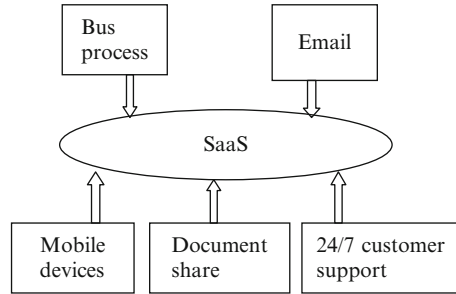 Bus
process
Email
SaaS
Mobile
devices
Document
share
24/7 customer
support